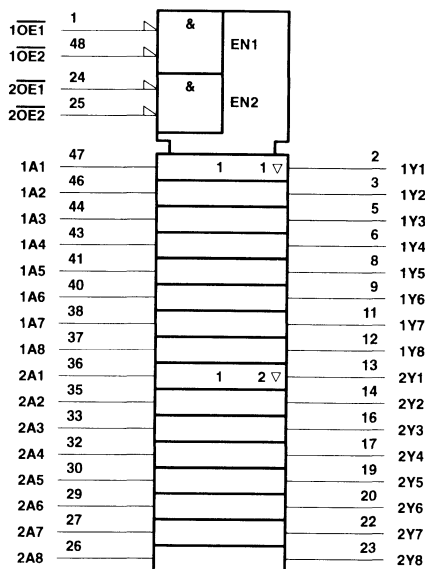 1OE1 1 & EN1
1OE2 48
2OE1 24 & EN2
2OE2 25
1A1 47 1 1 ▽ 2 1Y1
1A2 46 3 1Y2
1A3 44 5 1Y3
1A4 43 6 1Y4
1A5 41 8 1Y5
1A6 40 9 1Y6
1A7 38 11 1Y7
1A8 37 12 1Y8
2A1 36 1 2 ▽ 13 2Y1
2A2 35 14 2Y2
2A3 33 16 2Y3
2A4 32 17 2Y4
2A5 30 19 2Y5
2A6 29 20 2Y6
2A7 27 22 2Y7
2A8 26 23 2Y8